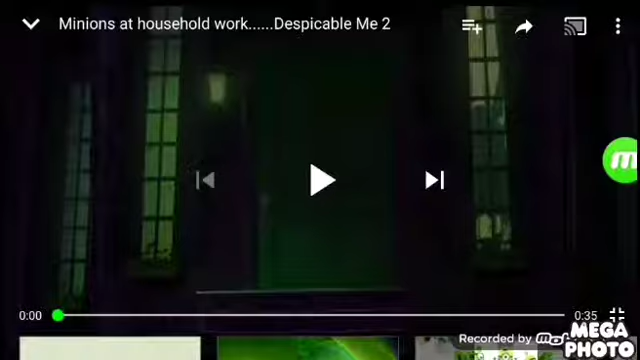 Minions at household work......Despicable Me 2
0:00
0:35
Recorded by
MEGA
PHOTO